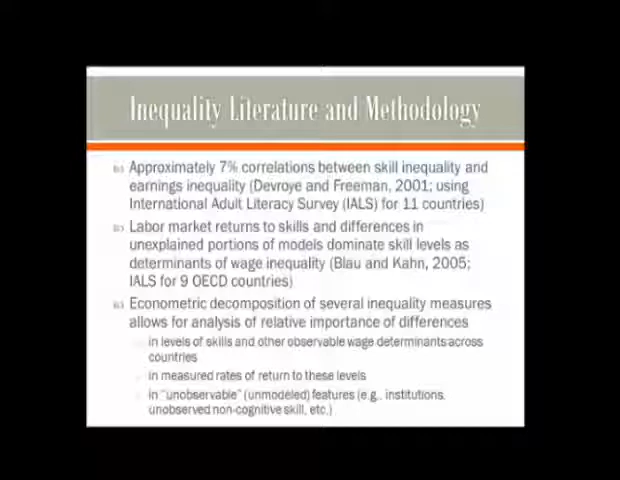 Inequality Literature and Methodology
Approximately 7% correlations between skill inequality and
earnings inequality (Devroye and Freeman, 2001; using
International Adult Literacy Survey (IALS) for 11 countries)
Labor market returns to skills and differences in
unexplained portions of models dominate skill levels as
determinants of wage inequality (Blau and Kahn, 2005;
IALS for 9 OECD countries)
Econometric decomposition of several inequality measures
allows for analysis of relative importance of differences
in levels of skills and other observable wage determinants across
countries
in measured rates of return to these levels
in "unobservable" (unmodeled) features (e.g., institutions,
unobserved non-cognitive skill, etc.)